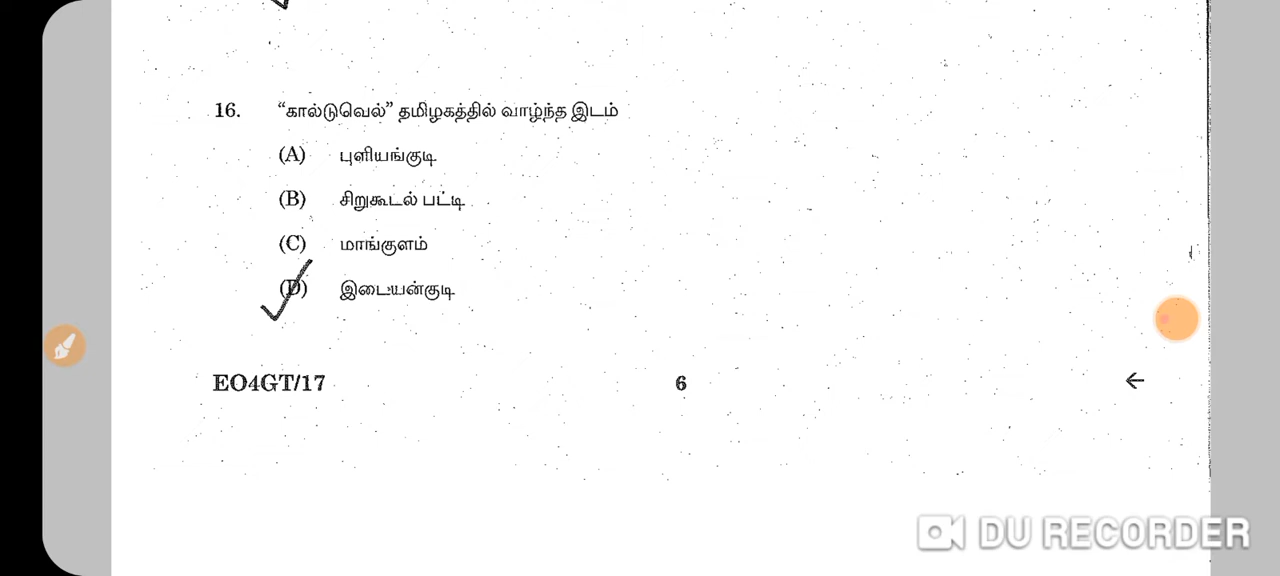 16. “கால்டுவெல்” தமிழகத்தில் வாழ்ந்த இடம்
(A) புளியங்குடி
(B) சிறுகூடல் பட்டி
(C) மாங்குளம்
(D) இடையன்குடி
EO4GT/17 6 ←
DU RECORDER